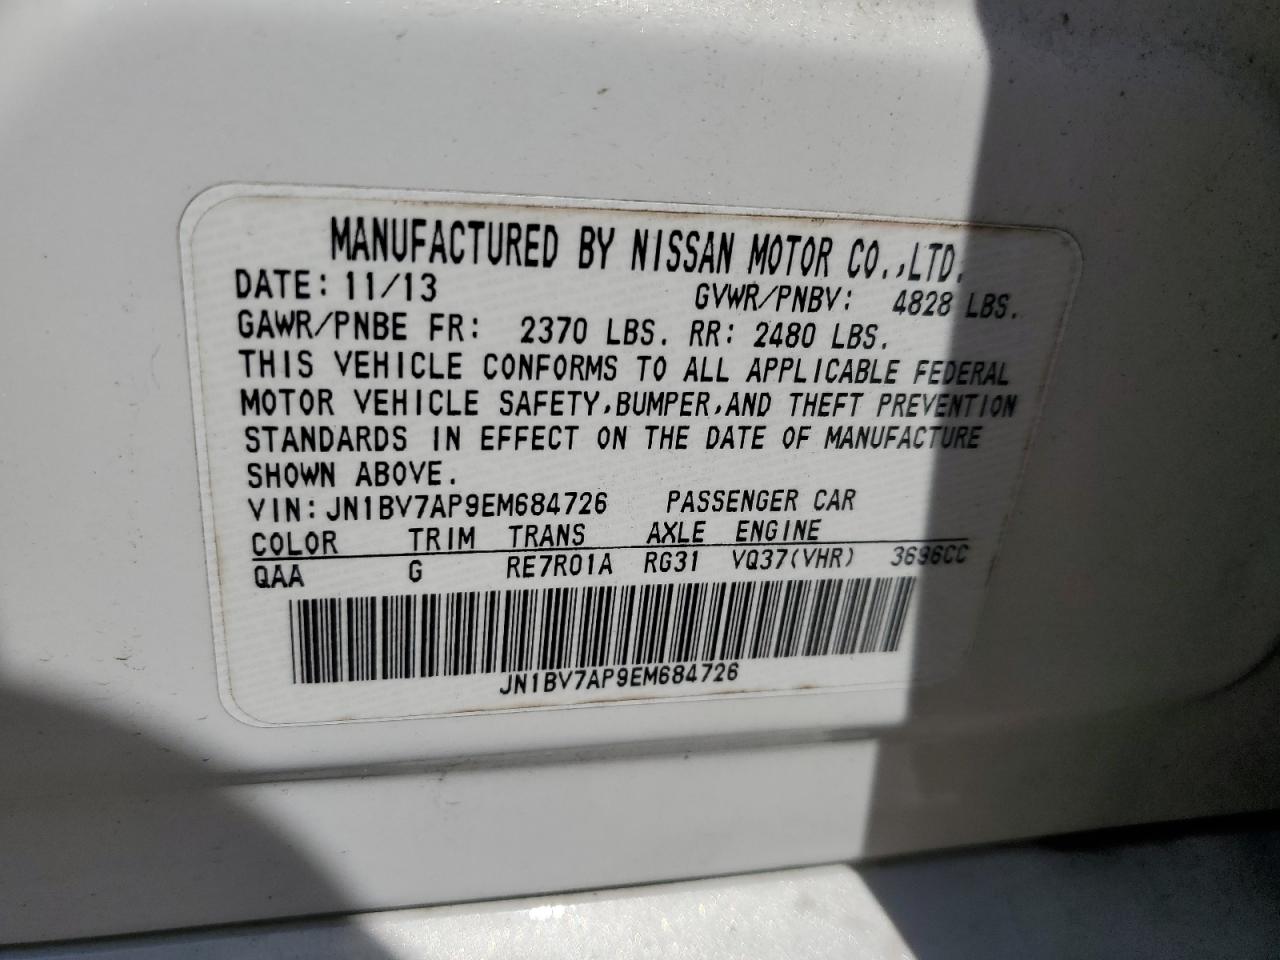 MANUFACTURED BY NISSAN MOTOR CO.,LTD.
DATE: 11/13 GVWR/PNBV: 4828 LBS.
GAWR/PNBE FR: 2370 LBS. RR: 2480 LBS.
THIS VEHICLE CONFORMS TO ALL APPLICABLE FEDERAL
MOTOR VEHICLE SAFETY,BUMPER,AND THEFT PREVENTION
STANDARDS IN EFFECT ON THE DATE OF MANUFACTURE
SHOWN ABOVE.
VIN:JN1BV7AP9EM684726 PASSENGER CAR
COLOR TRIM TRANS AXLE ENGINE
QAA G RE7R01A RG31 VQ37(VHR) 3696CC
JN1BV7AP9EM684726